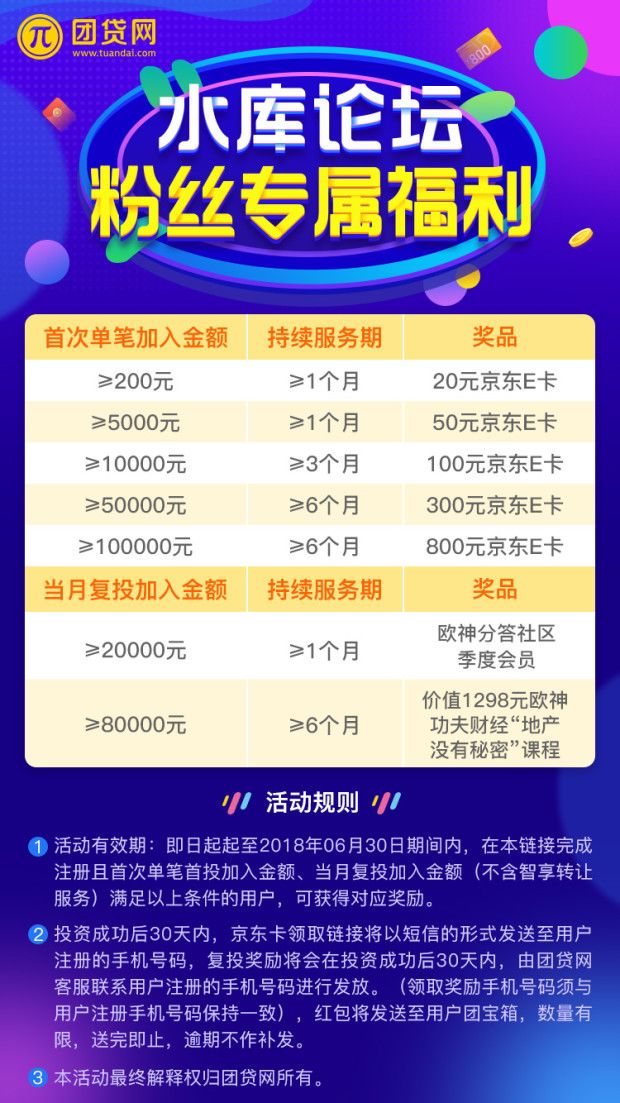 团贷网
www.tuandai.com
800
水库论坛
粉丝专属福利
首次单笔加入金额 持续服务期 奖品
≥200元 ≥1个月 20元京东E卡
≥5000元 ≥1个月 50元京东E卡
≥10000元 ≥3个月 100元京东E卡
≥50000元 ≥6个月 300元京东E卡
≥100000元 ≥6个月 800元京东E卡
当月复投加入金额 持续服务期 奖品
≥20000元 ≥1个月 欧神分答社区
季度会员
≥80000元 ≥6个月 价值1298元欧神
功夫财经“地产
没有秘密”课程
活动规则
1 活动有效期：即日起起至2018年06月30日期间内，在本链接完成
注册且首次单笔首投加入金额、当月复投加入金额（不含智享转让
服务）满足以上条件的用户，可获得对应奖励。
2 投资成功后30天内，京东卡领取链接将以短信的形式发送至用户
注册的手机号码，复投奖励将会在投资成功后30天内，由团贷网
客服联系用户注册的手机号码进行发放。（领取奖励手机号码须与
用户注册手机号码保持一致），红包将发送至用户团宝箱，数量有
限，送完即止，逾期不作补发。
3 本活动最终解释权归团贷网所有。